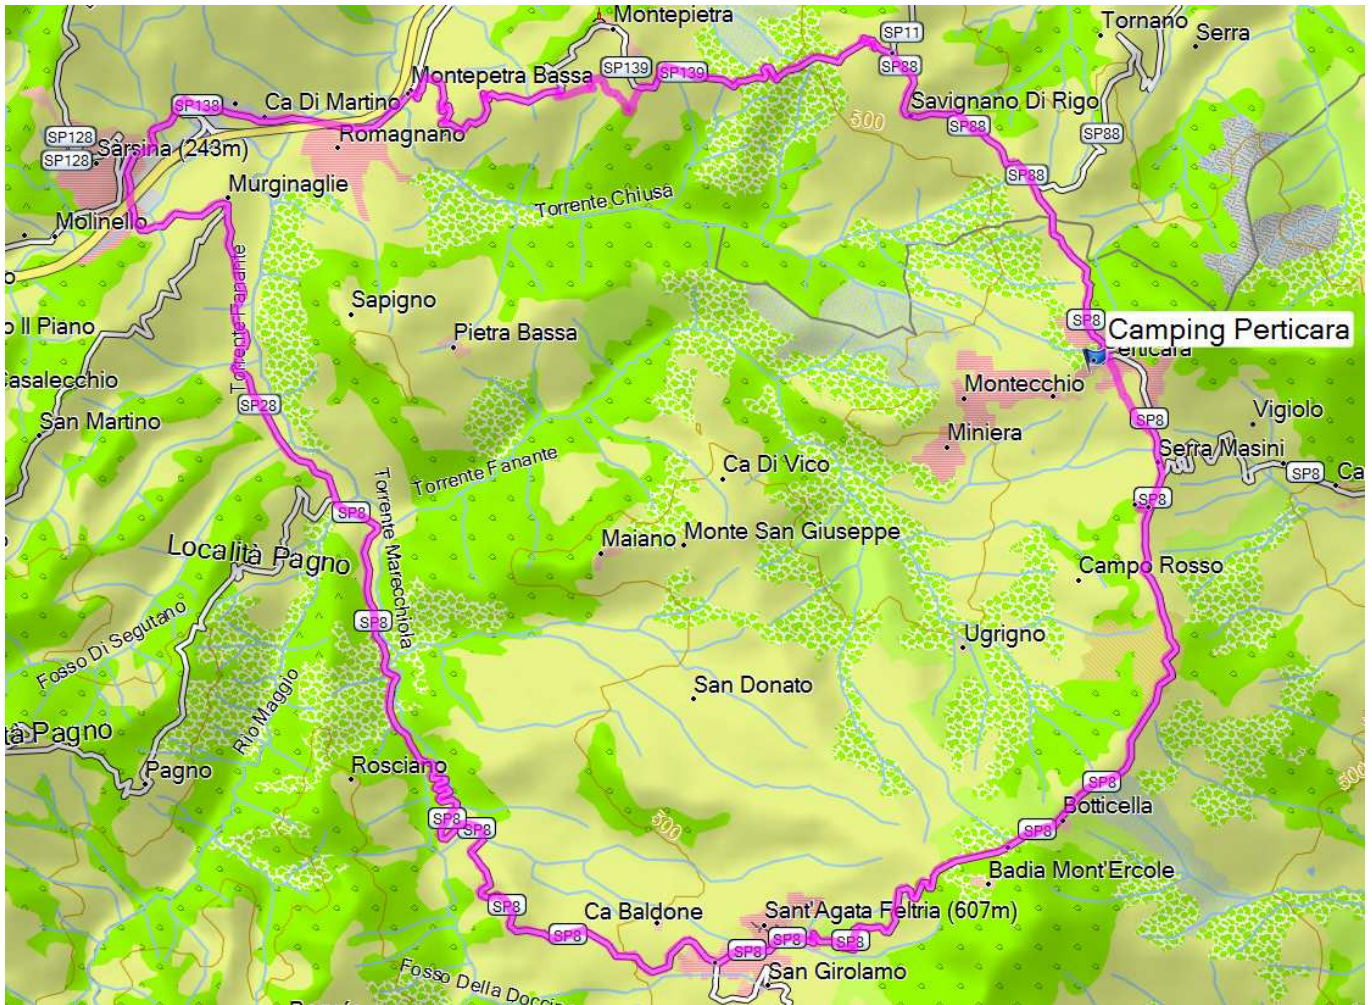 Montepietra
Tornano
Serra
SP11
SP139
SP139
SP88
Montepetra Bassa
SP138
Ca Di Martino
Savignano Di Rigo
500
SP88
SP88
SP128
Romagnano
SP128
Sarsina (243m)
SP88
Murginaglie
Torrente Chiusa
Molinello
Torrente Fanante
o
Sapigno
o Il Piano
Pietra Bassa
SP8
Camping Perticara
Perticara
Casalecchio
Montecchio
SP28
San Martino
SP8
Vigiolo
Miniera
Serra Masini
Torrente Fanante
Ca Di Vico
SP8
Ca
SP8
SP8
Torrente Marecchiola
Località Pagno
Maiano
Monte San Giuseppe
Campo Rosso
Fosso Di Segutano
SP8
Ugrigno
Rio Maggio
San Donato
tà Pagno
Pagno
Rosciano
SP8
500
Botticella
SP8
SP8
500
SP8
Badia Mont'Ercole
SP8
Ca Baldone
Sant'Agata Feltria (607m)
SP8
SP8
SP8
SP8
Fosso Della Doccin
San Girolamo